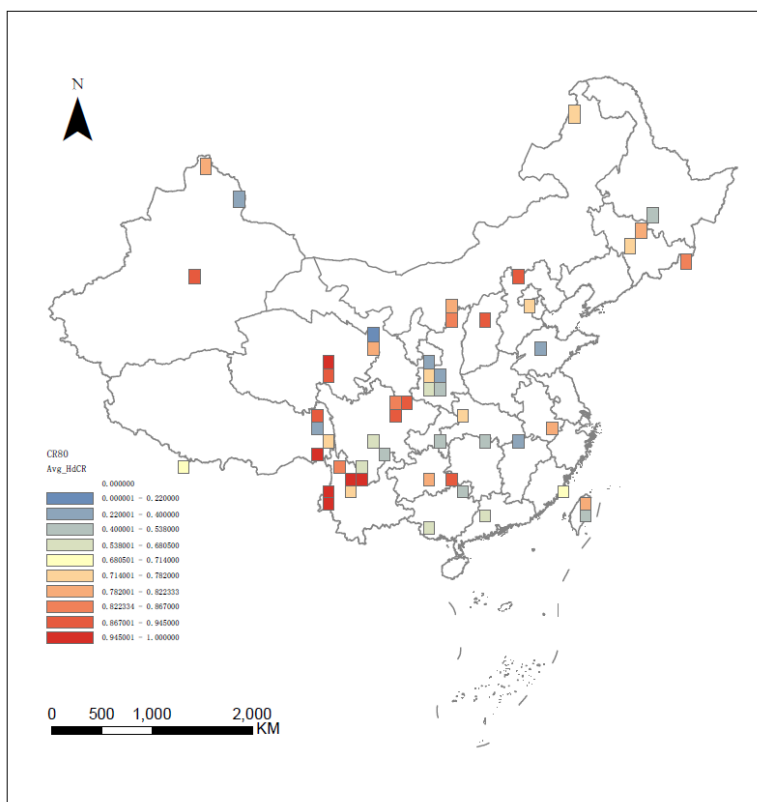 N
CR80
Avg_HdCR
0.000000
0.000001 - 0.220000
0.220001 - 0.400000
0.400001 - 0.538000
0.538001 - 0.680500
0.680501 - 0.714000
0.714001 - 0.782000
0.782001 - 0.822333
0.822334 - 0.867000
0.867001 - 0.945000
0.945001 - 1.000000
0 500 1,000 2,000
KM